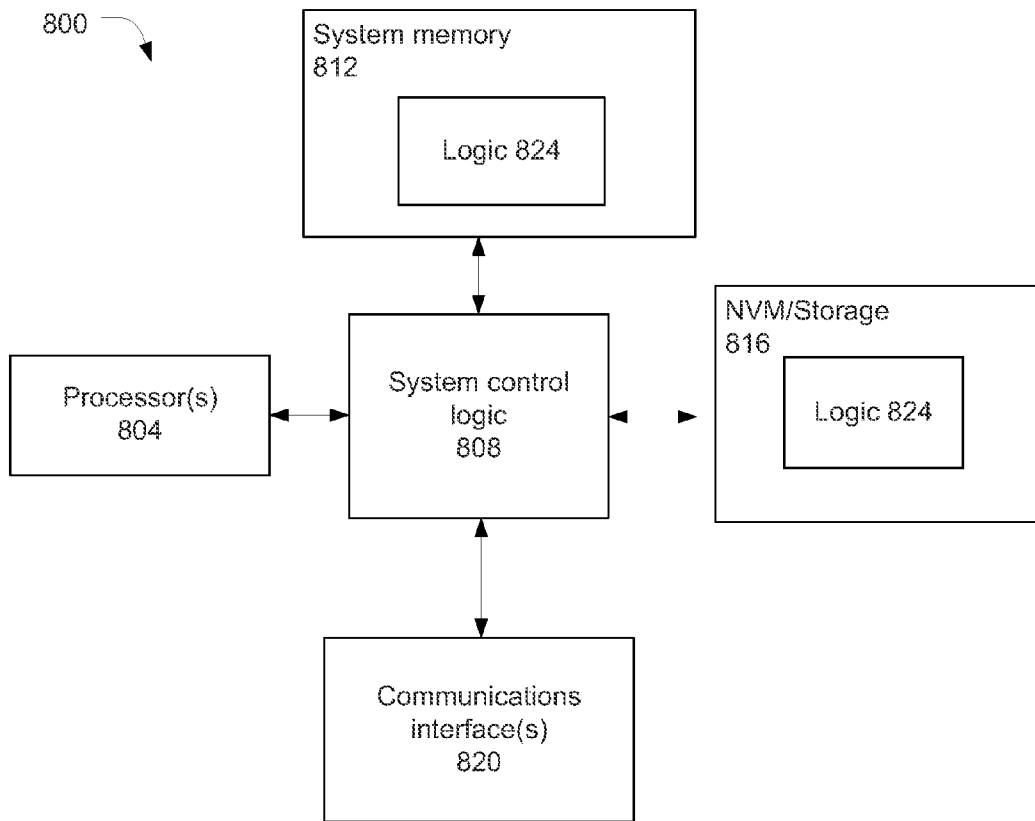 800
System memory
812
Logic 824
NVM/Storage
816
Logic 824
Processor(s)
804
System control
logic
808
Communications
interface(s)
820